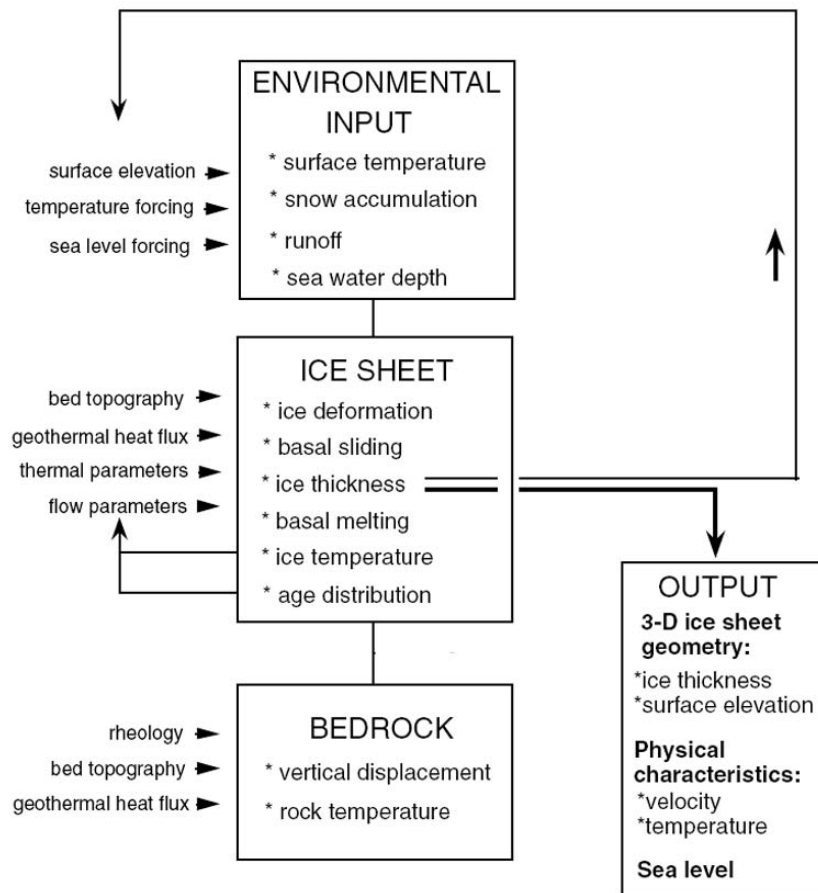 ENVIRONMENTAL
INPUT
* surface temperature
* snow accumulation
* runoff
* sea water depth
surface elevation
temperature forcing
sea level forcing
ICE SHEET
* ice deformation
* basal sliding
* ice thickness
* basal melting
* ice temperature
* age distribution
bed topography
geothermal heat flux
thermal parameters
flow parameters
BEDROCK
* vertical displacement
* rock temperature
rheology
bed topography
geothermal heat flux
OUTPUT
3-D ice sheet
geometry:
*ice thickness
*surface elevation
Physical
characteristics:
*velocity
*temperature
Sea level